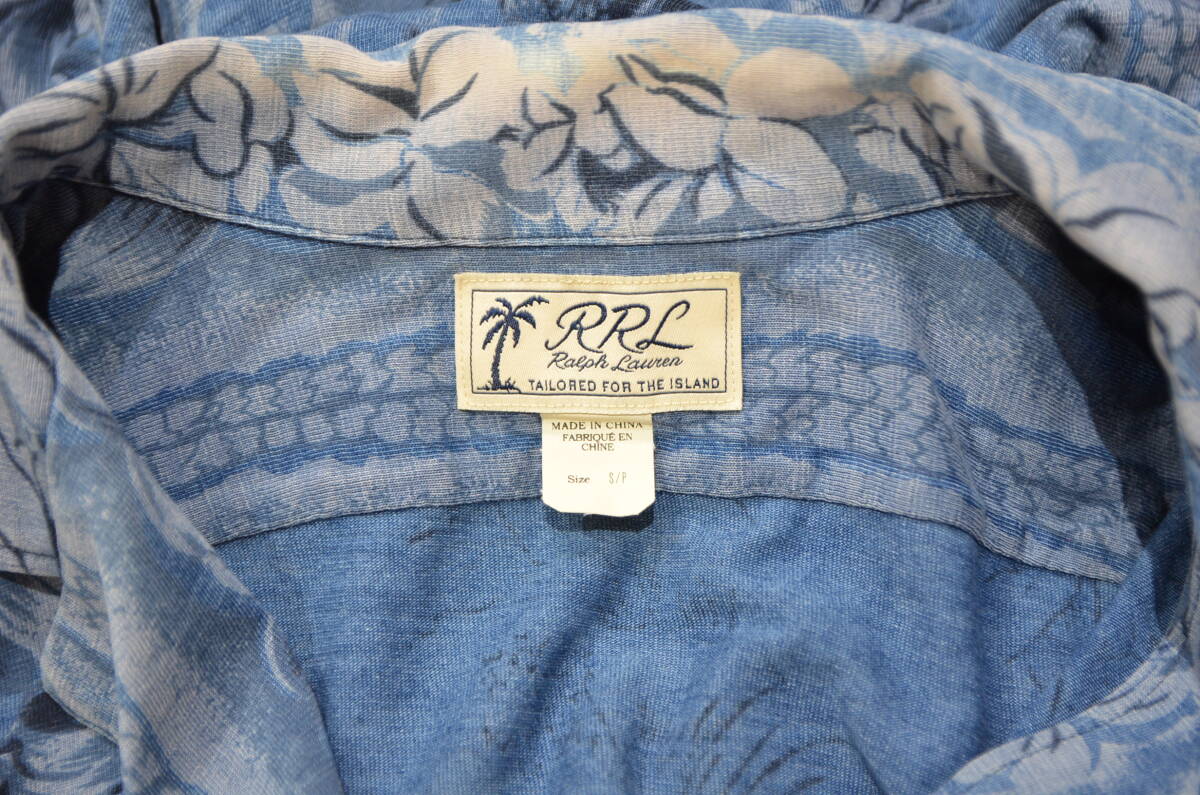 RRL
Ralph Lauren
TAILORED FOR THE ISLAND
MADE IN CHINA
FABRIQUÉ EN
CHINE
Size S/P